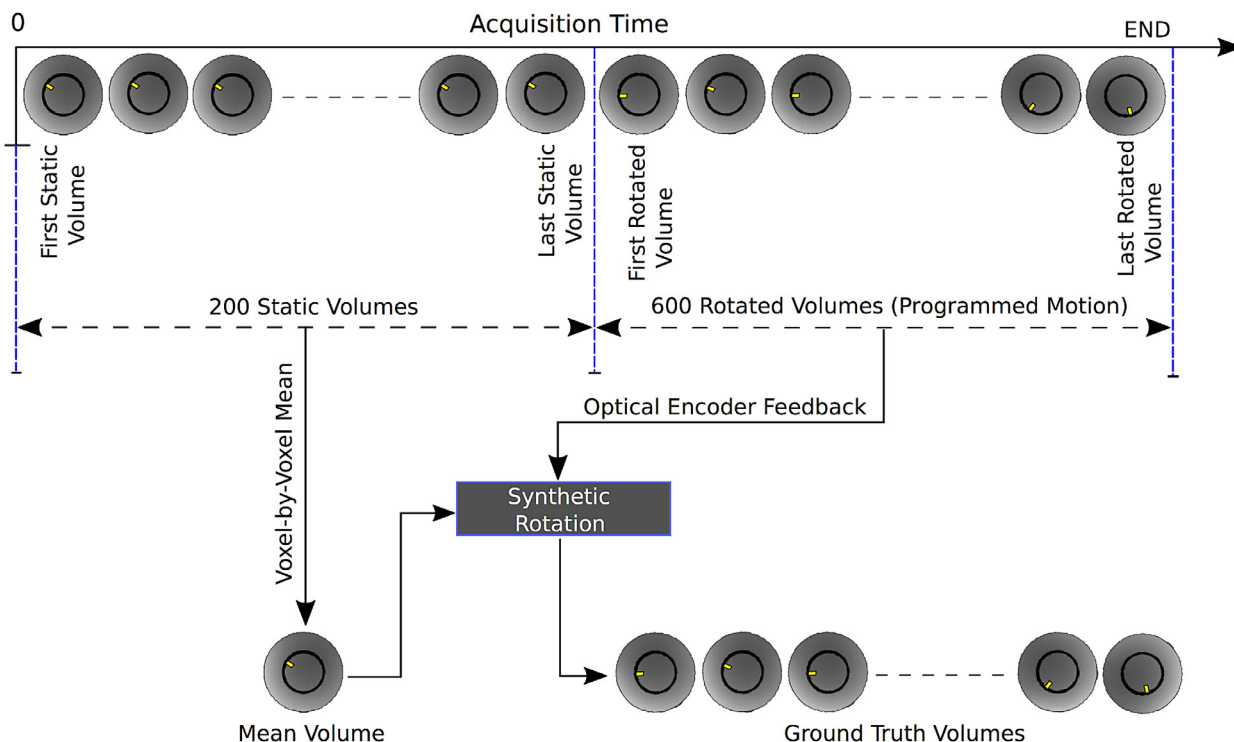 0
Acquisition Time
END
First Static
Volume
Last Static
Volume
First Rotated
Volume
Last Rotated
Volume
200 Static Volumes
600 Rotated Volumes (Programmed Motion)
Voxel-by-Voxel Mean
Optical Encoder Feedback
Synthetic
Rotation
Mean Volume
Ground Truth Volumes